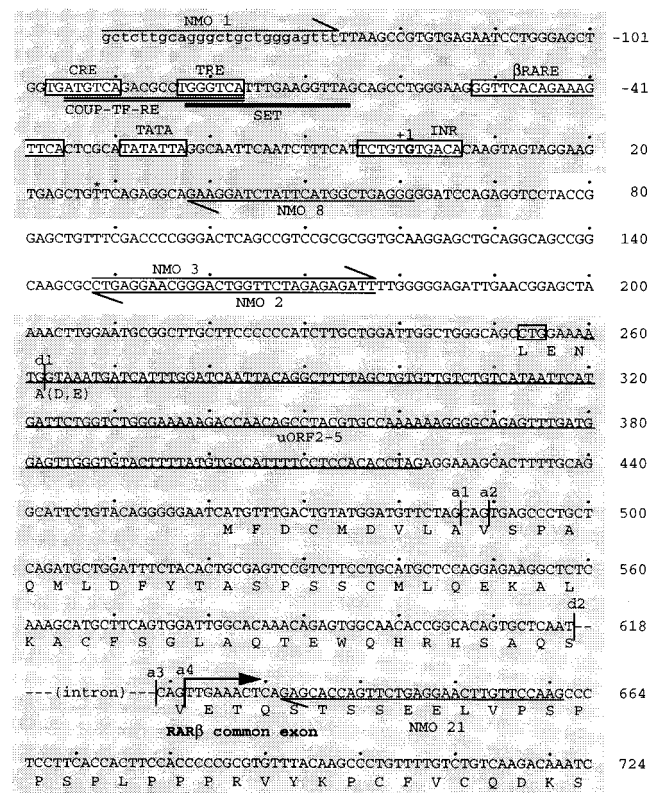 NMO 1
gctcttgcagggctgctgggagtttTTAAGCCGTGTGAGAATCCTGGGAGCT -101
CRE TRE βRARE
GGTGATGTCAGACGCCTGGGTCATTTGAAGGTTAGCAGCCTGGGAAGGGTTCACAGAAAG -41
COUP-TF-RE SET
TATA +1 INR
TTCACTCGCATATATTAGGCAATTCAATCTTTCATTCTGTGTGACACAAGTAGTAGGAAG 20
*
TGAGCTGTTCAGAGGCAGAAGGATCTATTCATGGCTGAGGGGGATCCAGAGGTCCTACCG 80
NMO 8
GAGCTGTTTCGACCCCGGGACTCAGCCGTCCGCGCGGTGCAAGGAGCTGCAGGCAGCCGG 140
NMO 3
CAAGCGCCTGAGGAACGGGACTGGTTCTAGAGAGATTTTGGGGGAGATTGAACGGAGCTA 200
NMO 2
AAACTTGGAATGCGGCTTGCTTCCCCCCATCTTGCTGGATTGGCTGGGCAGCCTGGAAAA 260
L E N
d1
TGGTAAATGATCATTTGGATCAATTACAGGCTTTTAGCTGTGTTGTCTGTCATAATTCAT 320
A(D,E)
GATTCTGGTCTGGGAAAAAGACCAACAGCCTACGTGCCAAAAAAGGGGCAGAGTTTGATG 380
uORF2-5
GAGTTGGGTGTACTTTTATGTGCCATTTTCCTCCACACCTAGAGGAAAGCACTTTTGCAG 440
a1 a2
GCATTCTGTACAGGGGGAATCATGTTTGACTGTATGGATGTTCTAGCAGTGAGCCCTGCT 500
M F D C M D V L A V S P A
CAGATGCTGGATTTCTACACTGCGAGTCCGTCTTCCTGCATGCTCCAGGAGAAGGCTCTC 560
Q M L D F Y T A S P S S C M L Q E K A L
d2
AAAGCATGCTTCAGTGGATTGGCACAAACAGAGTGGCAACACCGGCACAGTGCTCAAT-- 618
K A C F S G L A Q T E W Q H R H S A Q S
a3 a4
---(intron)---CAGTTGAAACTCAGAGCACCAGTTCTGAGGAACTTGTTCCAAGCCC 664
V E T Q S T S S E E L V P S P
RARβ common exon NMO 21
TCCTTCACCACTTCCACCCCCGCGTGTTTACAAGCCCTGTTTTGTCTGTCAAGACAAATC 724
P S P L P P P R V Y K P C F V C Q D K S